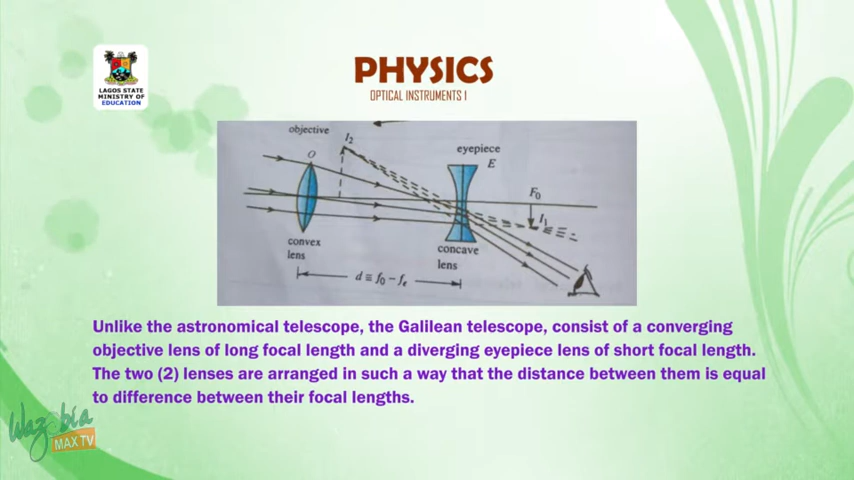 LAGOS STATE
MINISTRY OF
EDUCATION
PHYSICS
OPTICAL INSTRUMENTS 1
objective
I₂
O
eyepiece
E
F₀
I₁
convex
lens
concave
lens
d ≡ f₀ − fₑ
Unlike the astronomical telescope, the Galilean telescope, consist of a converging
objective lens of long focal length and a diverging eyepiece lens of short focal length.
The two (2) lenses are arranged in such a way that the distance between them is equal
to difference between their focal lengths.
Wazobia
MAX TV